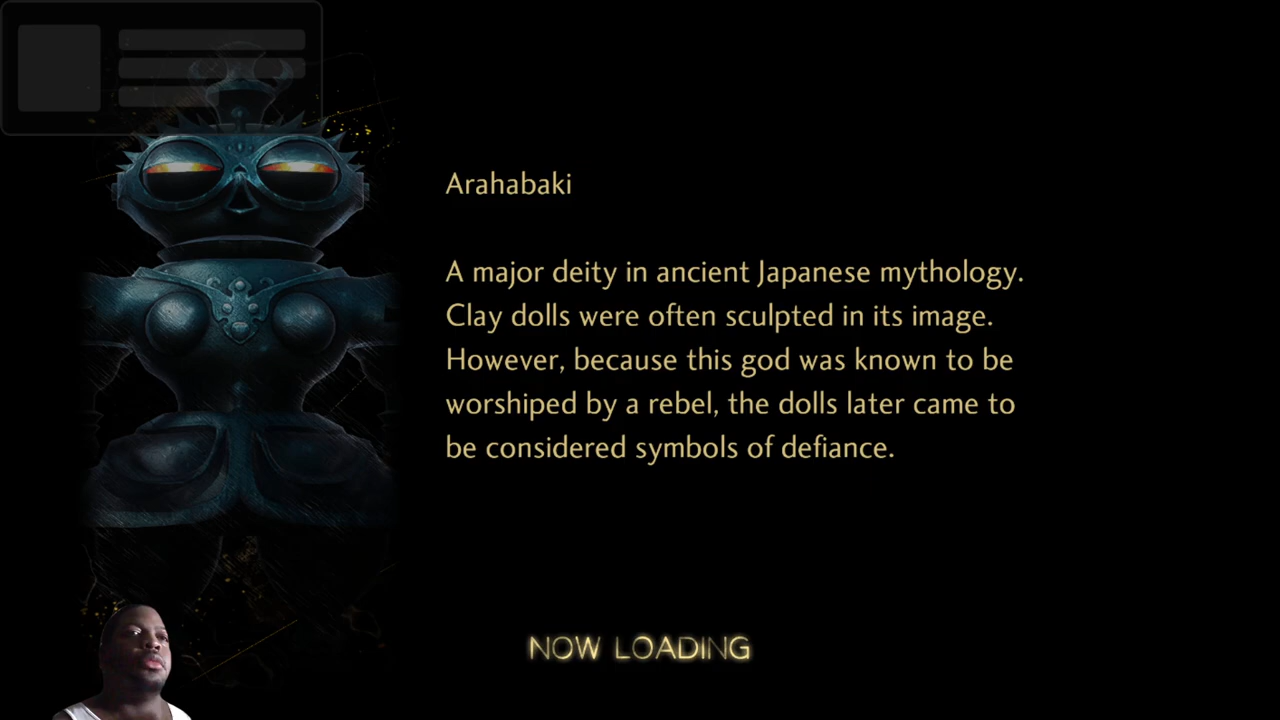 Arahabaki
A major deity in ancient Japanese mythology.
Clay dolls were often sculpted in its image.
However, because this god was known to be
worshiped by a rebel, the dolls later came to
be considered symbols of defiance.
NOW LOADING